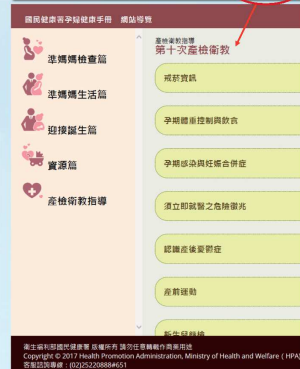 國民健康署孕婦健康手冊 網站導覽
準媽媽檢查篇
準媽媽生活篇
迎接誕生篇
資源篇
產檢衛教指導
產檢衛教指導
第十次產檢衛教
戒菸資訊
孕期體重控制與飲食
孕期感染與妊娠合併症
須立即就醫之危險徵兆
認識產後憂鬱症
產前運動
新生兒篩檢
衛生福利部國民健康署 版權所有 請勿任意轉載作商業用途
Copyright © 2017 Health Promotion Administration, Ministry of Health and Welfare ( HPA)
客服諮詢專線：(02)25220888#651